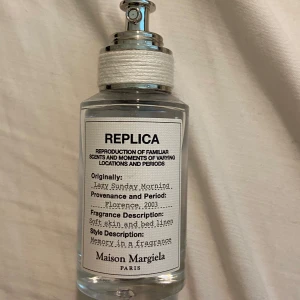 REPLICA
REPRODUCTION OF FAMILIAR
SCENTS AND MOMENTS OF VARYING
LOCATIONS AND PERIODS
Originally:
Lazy Sunday Morning
Provenance and Period:
Florence, 2003
Fragrance Description:
Soft skin and bed linen
Style Description:
Memory in a fragrance
Maison Margiela
PARIS